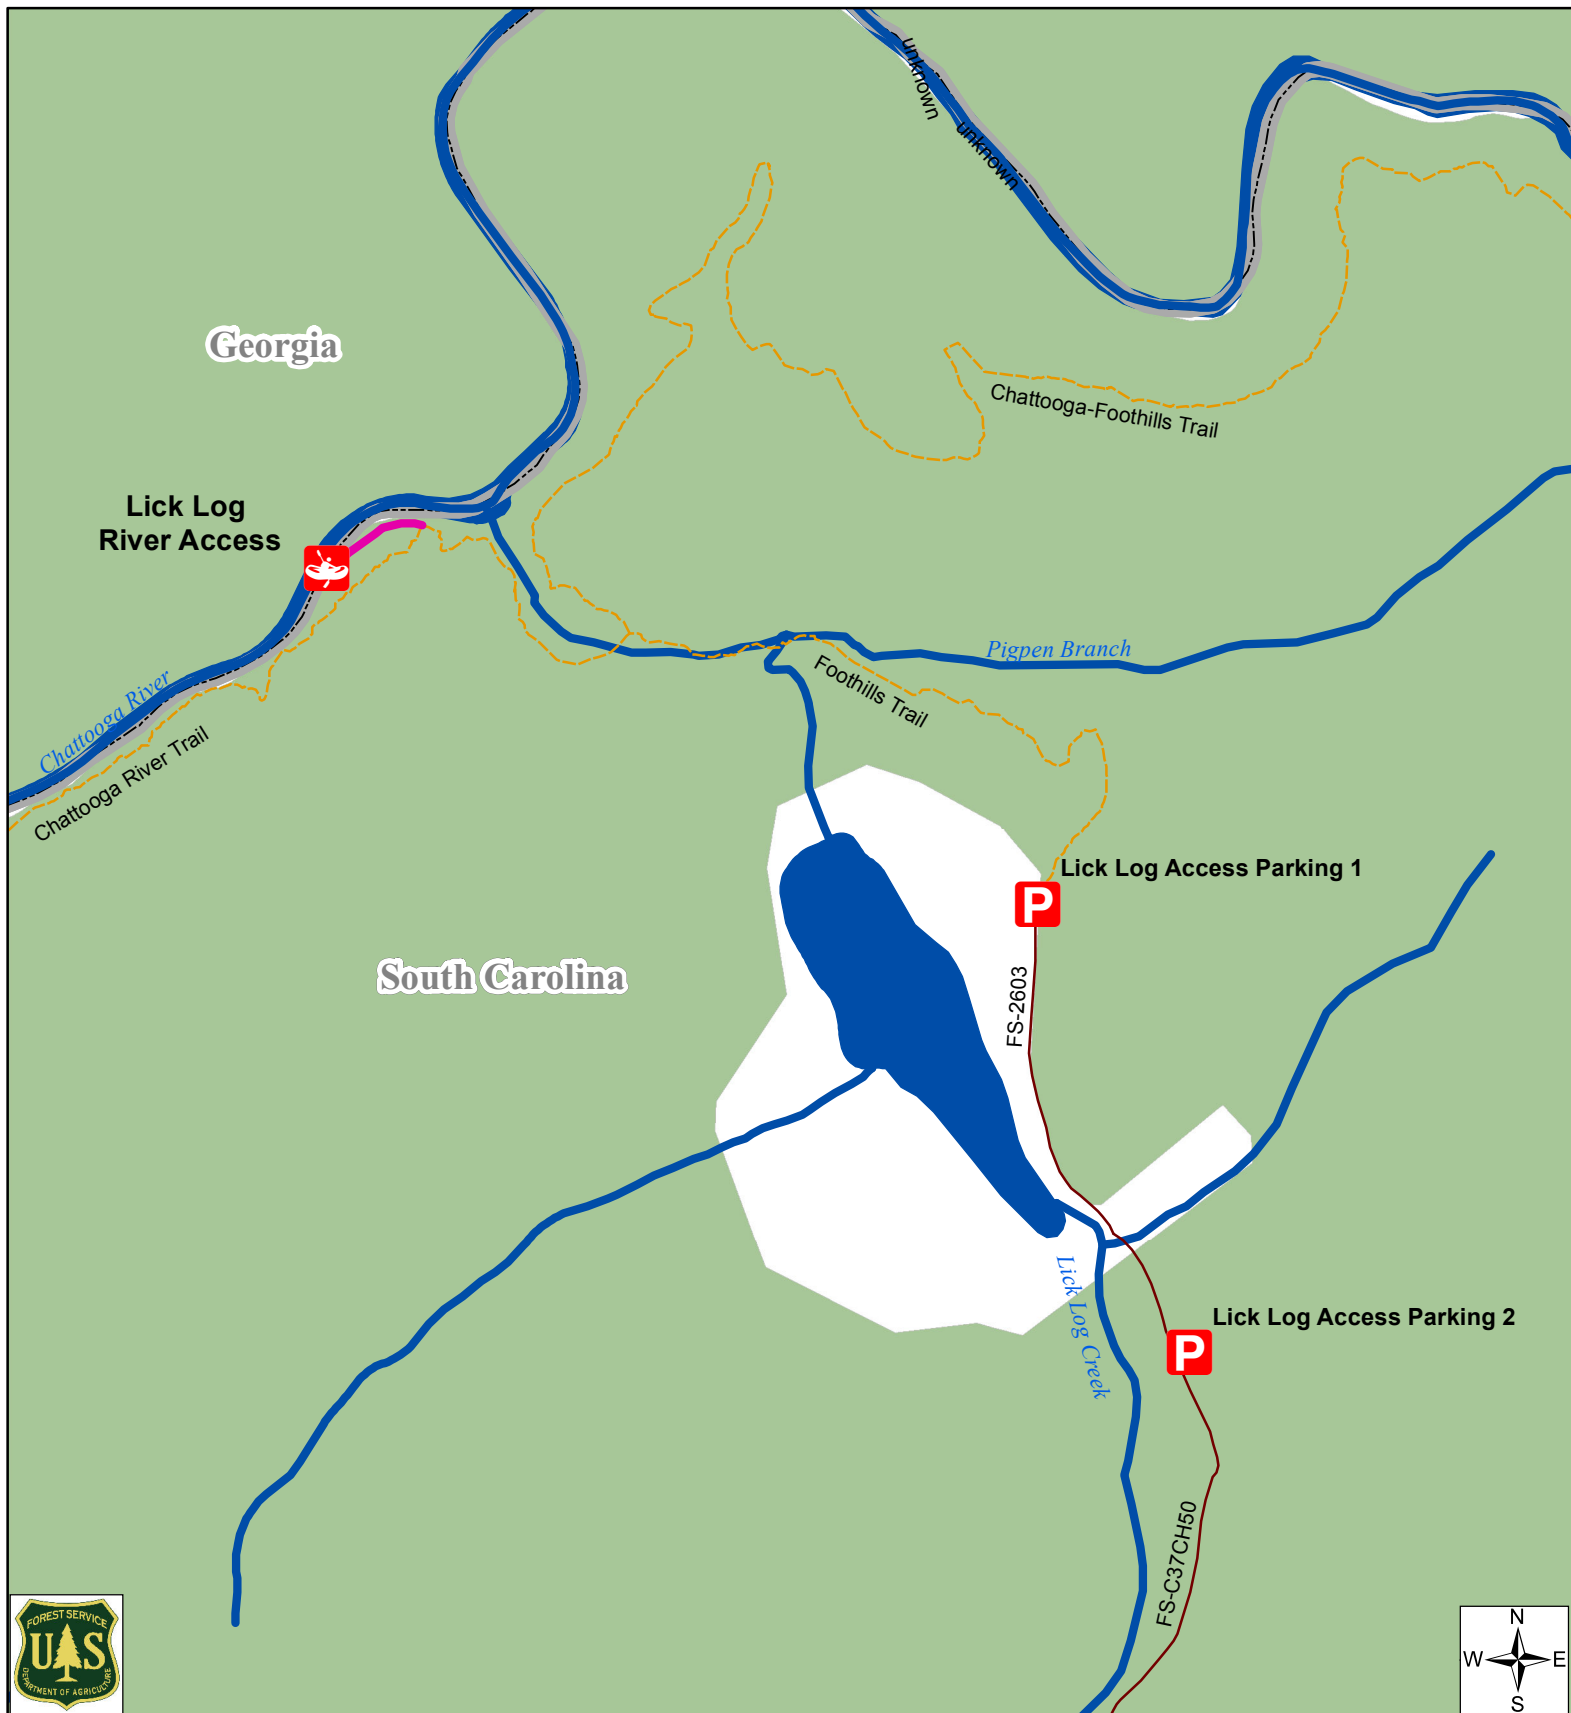 unknown
unknown
Georgia
Chattooga-Foothills Trail
Lick Log
River Access
Pigpen Branch
Foothills Trail
Chattooga River
Chattooga River Trail
Lick Log Access Parking 1
P
South Carolina
FS-2603
Lick Log Creek
Lick Log Access Parking 2
P
FS-C37CH50
FOREST SERVICE
U S
DEPARTMENT OF AGRICULTURE
N
W E
S